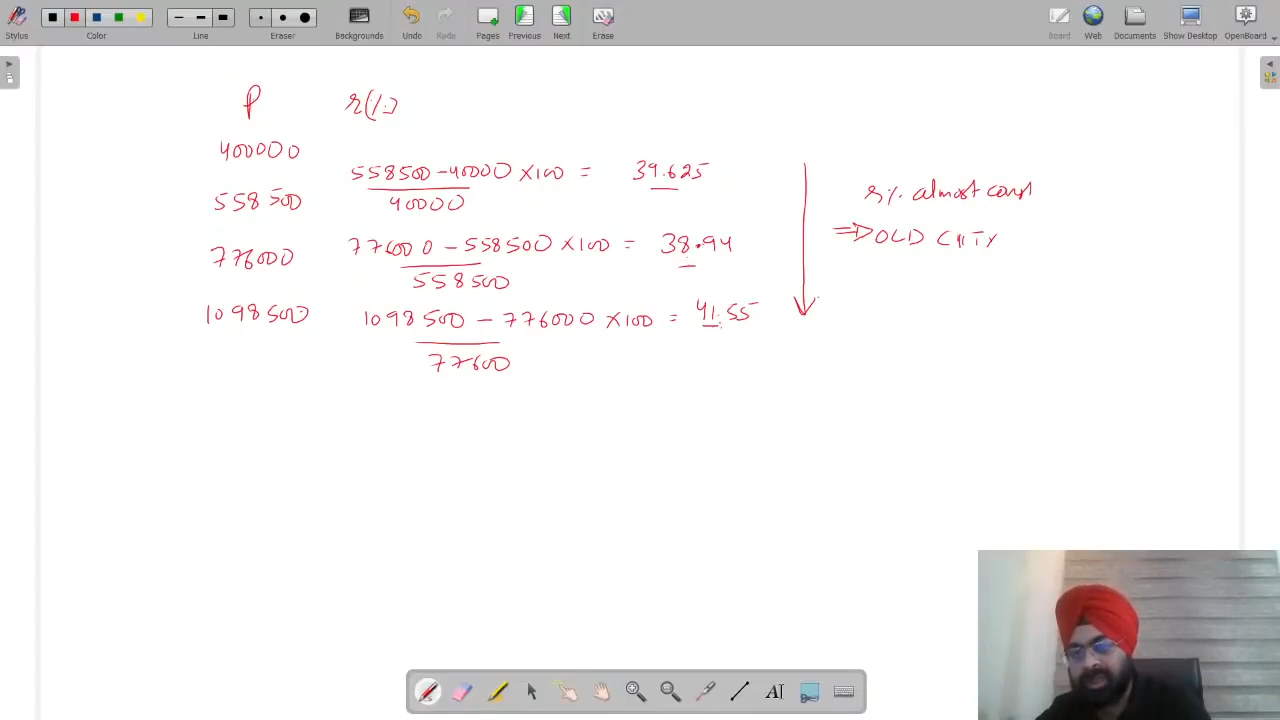 Stylus Color Line Eraser Backgrounds Undo Redo Pages Previous Next Erase Board Web Documents Show Desktop OpenBoard
P r(%)
400000
558500-40000 ×100 = 39.625
40000
558500
776000 - 558500 ×100 = 38.94
558500
776000
1098500 - 776000 ×100 = 41.55
77600
1098500
r% almost const
⇒ OLD CITY